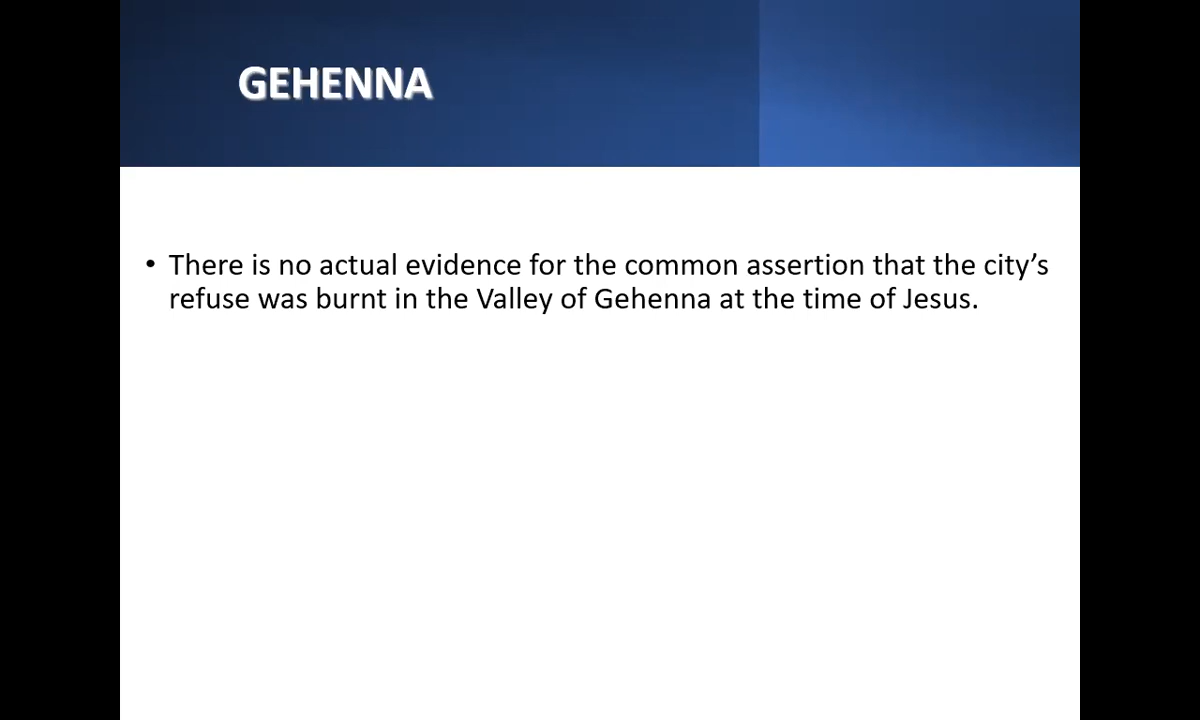 GEHENNA
• There is no actual evidence for the common assertion that the city’s
refuse was burnt in the Valley of Gehenna at the time of Jesus.